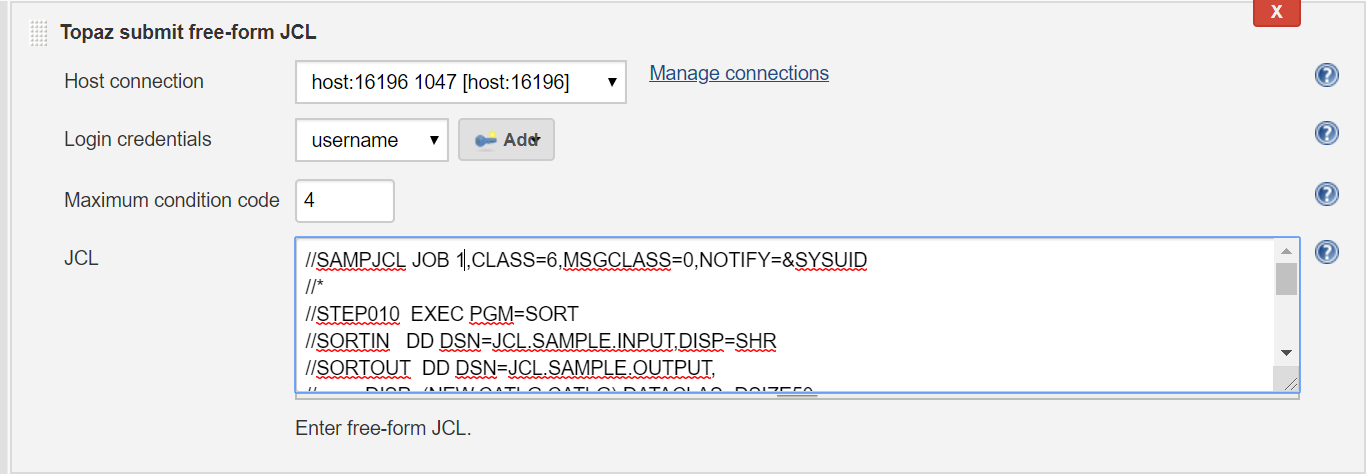 X
Topaz submit free-form JCL
Host connection
host:16196 1047 [host:16196]
Manage connections
Login credentials
username
Add
Maximum condition code
4
JCL
//SAMPJCL JOB 1,CLASS=6,MSGCLASS=0,NOTIFY=&SYSUID
//*
//STEP010  EXEC PGM=SORT
//SORTIN   DD DSN=JCL.SAMPLE.INPUT,DISP=SHR
//SORTOUT  DD DSN=JCL.SAMPLE.OUTPUT,
Enter free-form JCL.